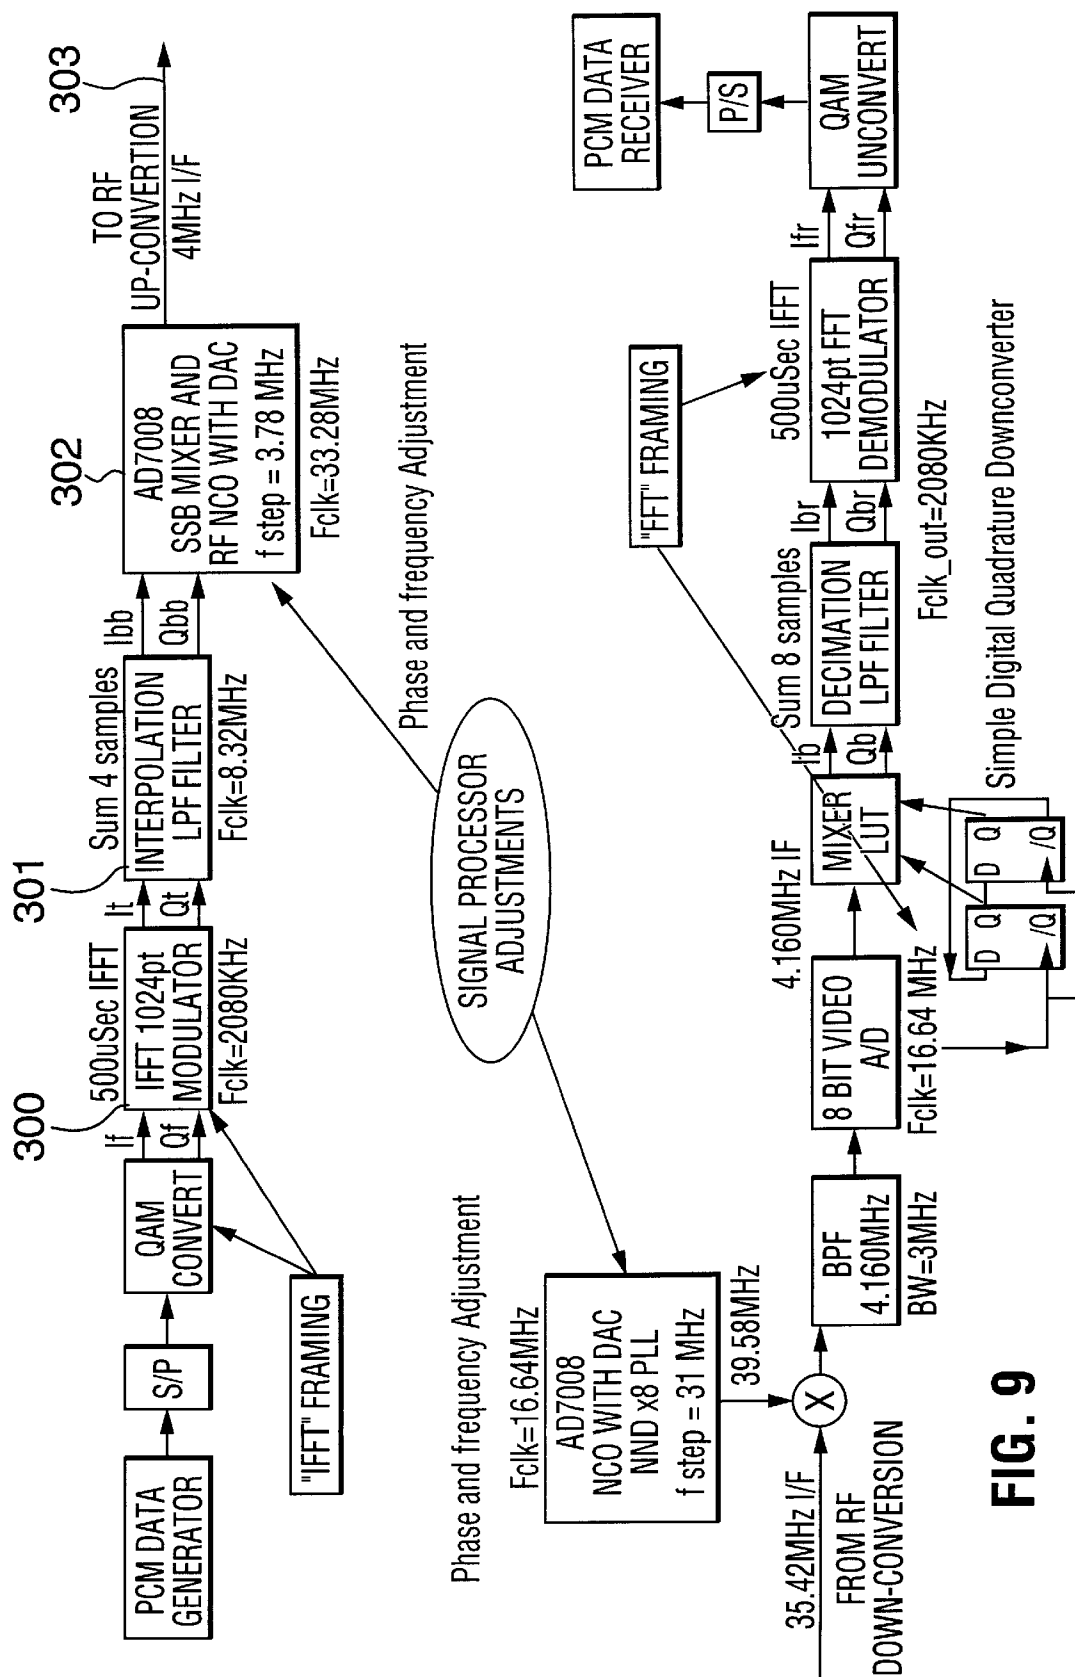 PCM DATA
GENERATOR
S/P
QAM
CONVERT
"IFFT" FRAMING
If
Qf
300
500uSec IFFT
IFFT 1024pt
MODULATOR
Fclk=2080KHz
It
Qt
301
Sum 4 samples
INTERPOLATION
LPF FILTER
Fclk=8.32MHz
Ibb
Qbb
302
AD7008
SSB MIXER AND
RF NCO WITH DAC
f step = 3.78 MHz
Fclk=33.28MHz
TO RF
UP-CONVERTION
4MHz I/F
303
Phase and frequency Adjustment
SIGNAL PROCESSOR
ADJUSTMENTS
Phase and frequency Adjustment
Fclk=16.64MHz
AD7008
NCO WITH DAC
NND x8 PLL
f step = 31 MHz
39.58MHz
35.42MHz I/F
FROM RF
DOWN-CONVERSION
X
BPF
4.160MHz
BW=3MHz
8 BIT VIDEO
A/D
Fclk=16.64 MHz
4.160MHz IF
MIXER
LUT
D Q
/Q
D Q
/Q
Simple Digital Quadrature Downconverter
Ib
Qb
Sum 8 samples
DECIMATION
LPF FILTER
Fclk_out=2080KHz
Ibr
Qbr
"FFT" FRAMING
500uSec IFFT
1024pt FFT
DEMODULATOR
Ifr
Qfr
QAM
UNCONVERT
P/S
PCM DATA
RECEIVER
FIG. 9